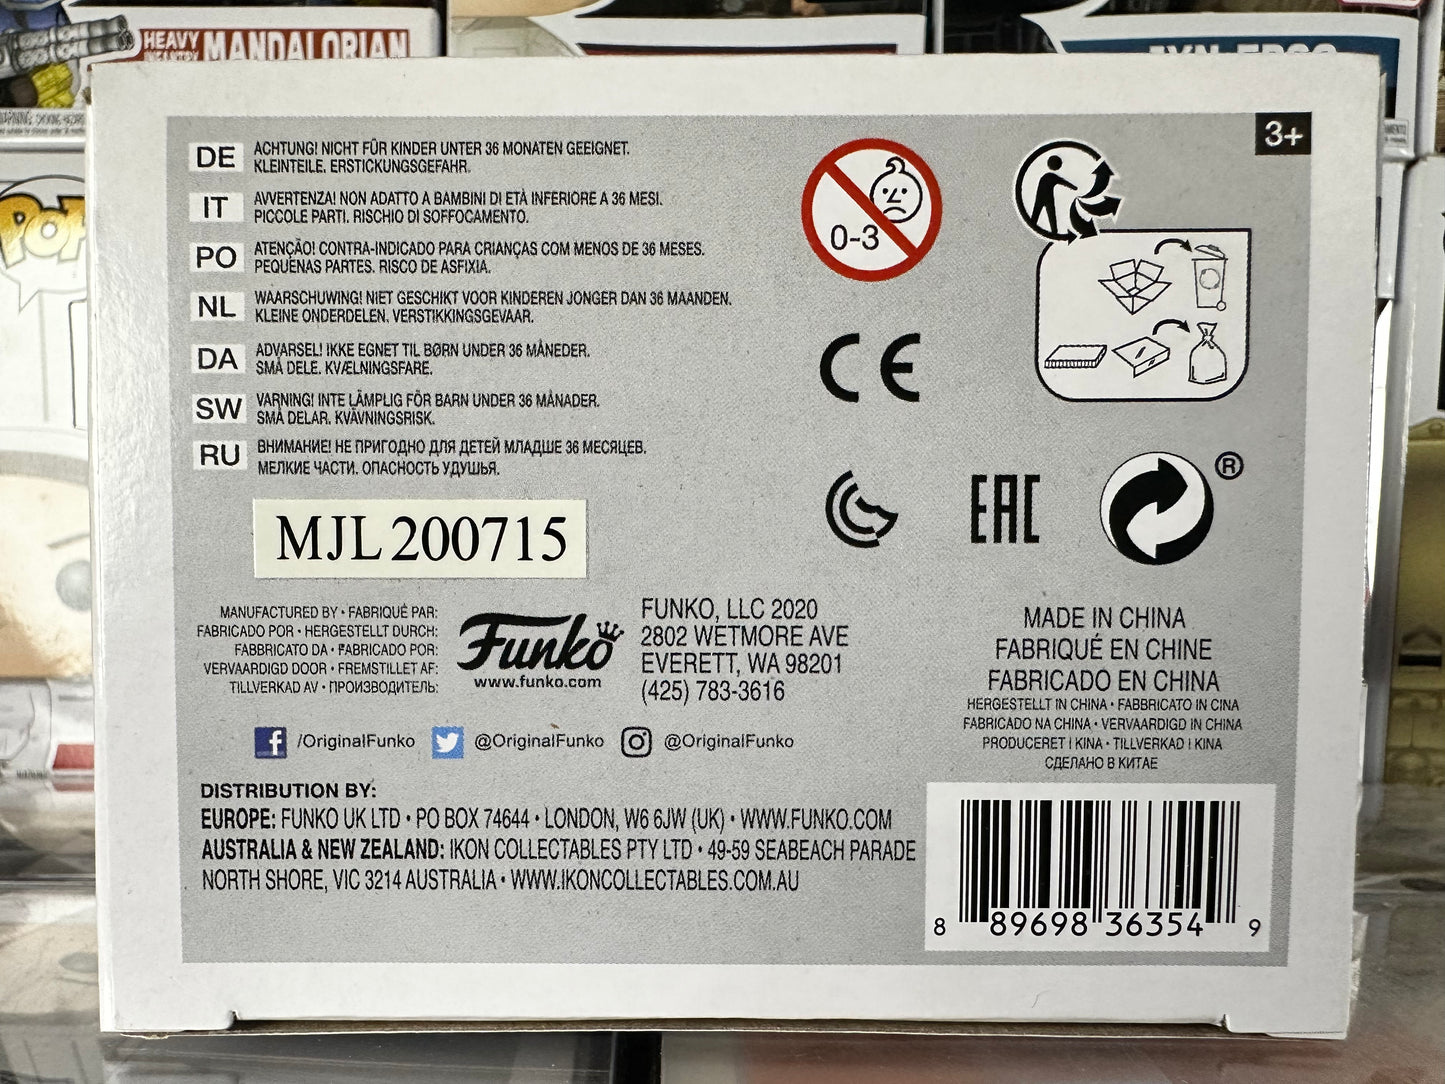 HEAVY
INFANTRY MANDALORIAN
JYN ERSO
POP
3+
DE ACHTUNG! NICHT FÜR KINDER UNTER 36 MONATEN GEEIGNET.
KLEINTEILE. ERSTICKUNGSGEFAHR.
IT AVVERTENZA! NON ADATTO A BAMBINI DI ETÀ INFERIORE A 36 MESI.
PICCOLE PARTI. RISCHIO DI SOFFOCAMENTO.
PO ATENÇÃO! CONTRA-INDICADO PARA CRIANÇAS COM MENOS DE 36 MESES.
PEQUENAS PARTES. RISCO DE ASFIXIA.
NL WAARSCHUWING! NIET GESCHIKT VOOR KINDEREN JONGER DAN 36 MAANDEN.
KLEINE ONDERDELEN. VERSTIKKINGSGEVAAR.
DA ADVARSEL! IKKE EGNET TIL BØRN UNDER 36 MÅNEDER.
SMÅ DELE. KVÆLNINGSFARE.
SW VARNING! INTE LÄMPLIG FÖR BARN UNDER 36 MÅNADER.
SMÅ DELAR. KVÄVNINGSRISK.
RU ВНИМАНИЕ! НЕ ПРИГОДНО ДЛЯ ДЕТЕЙ МЛАДШЕ 36 МЕСЯЦЕВ.
МЕЛКИЕ ЧАСТИ. ОПАСНОСТЬ УДУШЬЯ.
0-3
CE
EAC
®
MJL 200715
MANUFACTURED BY • FABRIQUÉ PAR:
FABRICADO POR • HERGESTELLT DURCH:
FABBRICATO DA • FABRICADO POR:
VERVAARDIGD DOOR • FREMSTILLET AF:
TILLVERKAD AV • ПРОИЗВОДИТЕЛЬ:
Funko
www.funko.com
FUNKO, LLC 2020
2802 WETMORE AVE
EVERETT, WA 98201
(425) 783-3616
MADE IN CHINA
FABRIQUÉ EN CHINE
FABRICADO EN CHINA
HERGESTELLT IN CHINA • FABBRICATO IN CINA
FABRICADO NA CHINA • VERVAARDIGD IN CHINA
PRODUCERET I KINA • TILLVERKAD I KINA
СДЕЛАНО В КИТАЕ
/OriginalFunko @OriginalFunko @OriginalFunko
DISTRIBUTION BY:
EUROPE: FUNKO UK LTD • PO BOX 74644 • LONDON, W6 6JW (UK) • WWW.FUNKO.COM
AUSTRALIA & NEW ZEALAND: IKON COLLECTABLES PTY LTD • 49-59 SEABEACH PARADE
NORTH SHORE, VIC 3214 AUSTRALIA • WWW.IKONCOLLECTABLES.COM.AU
8 89698 36354 9